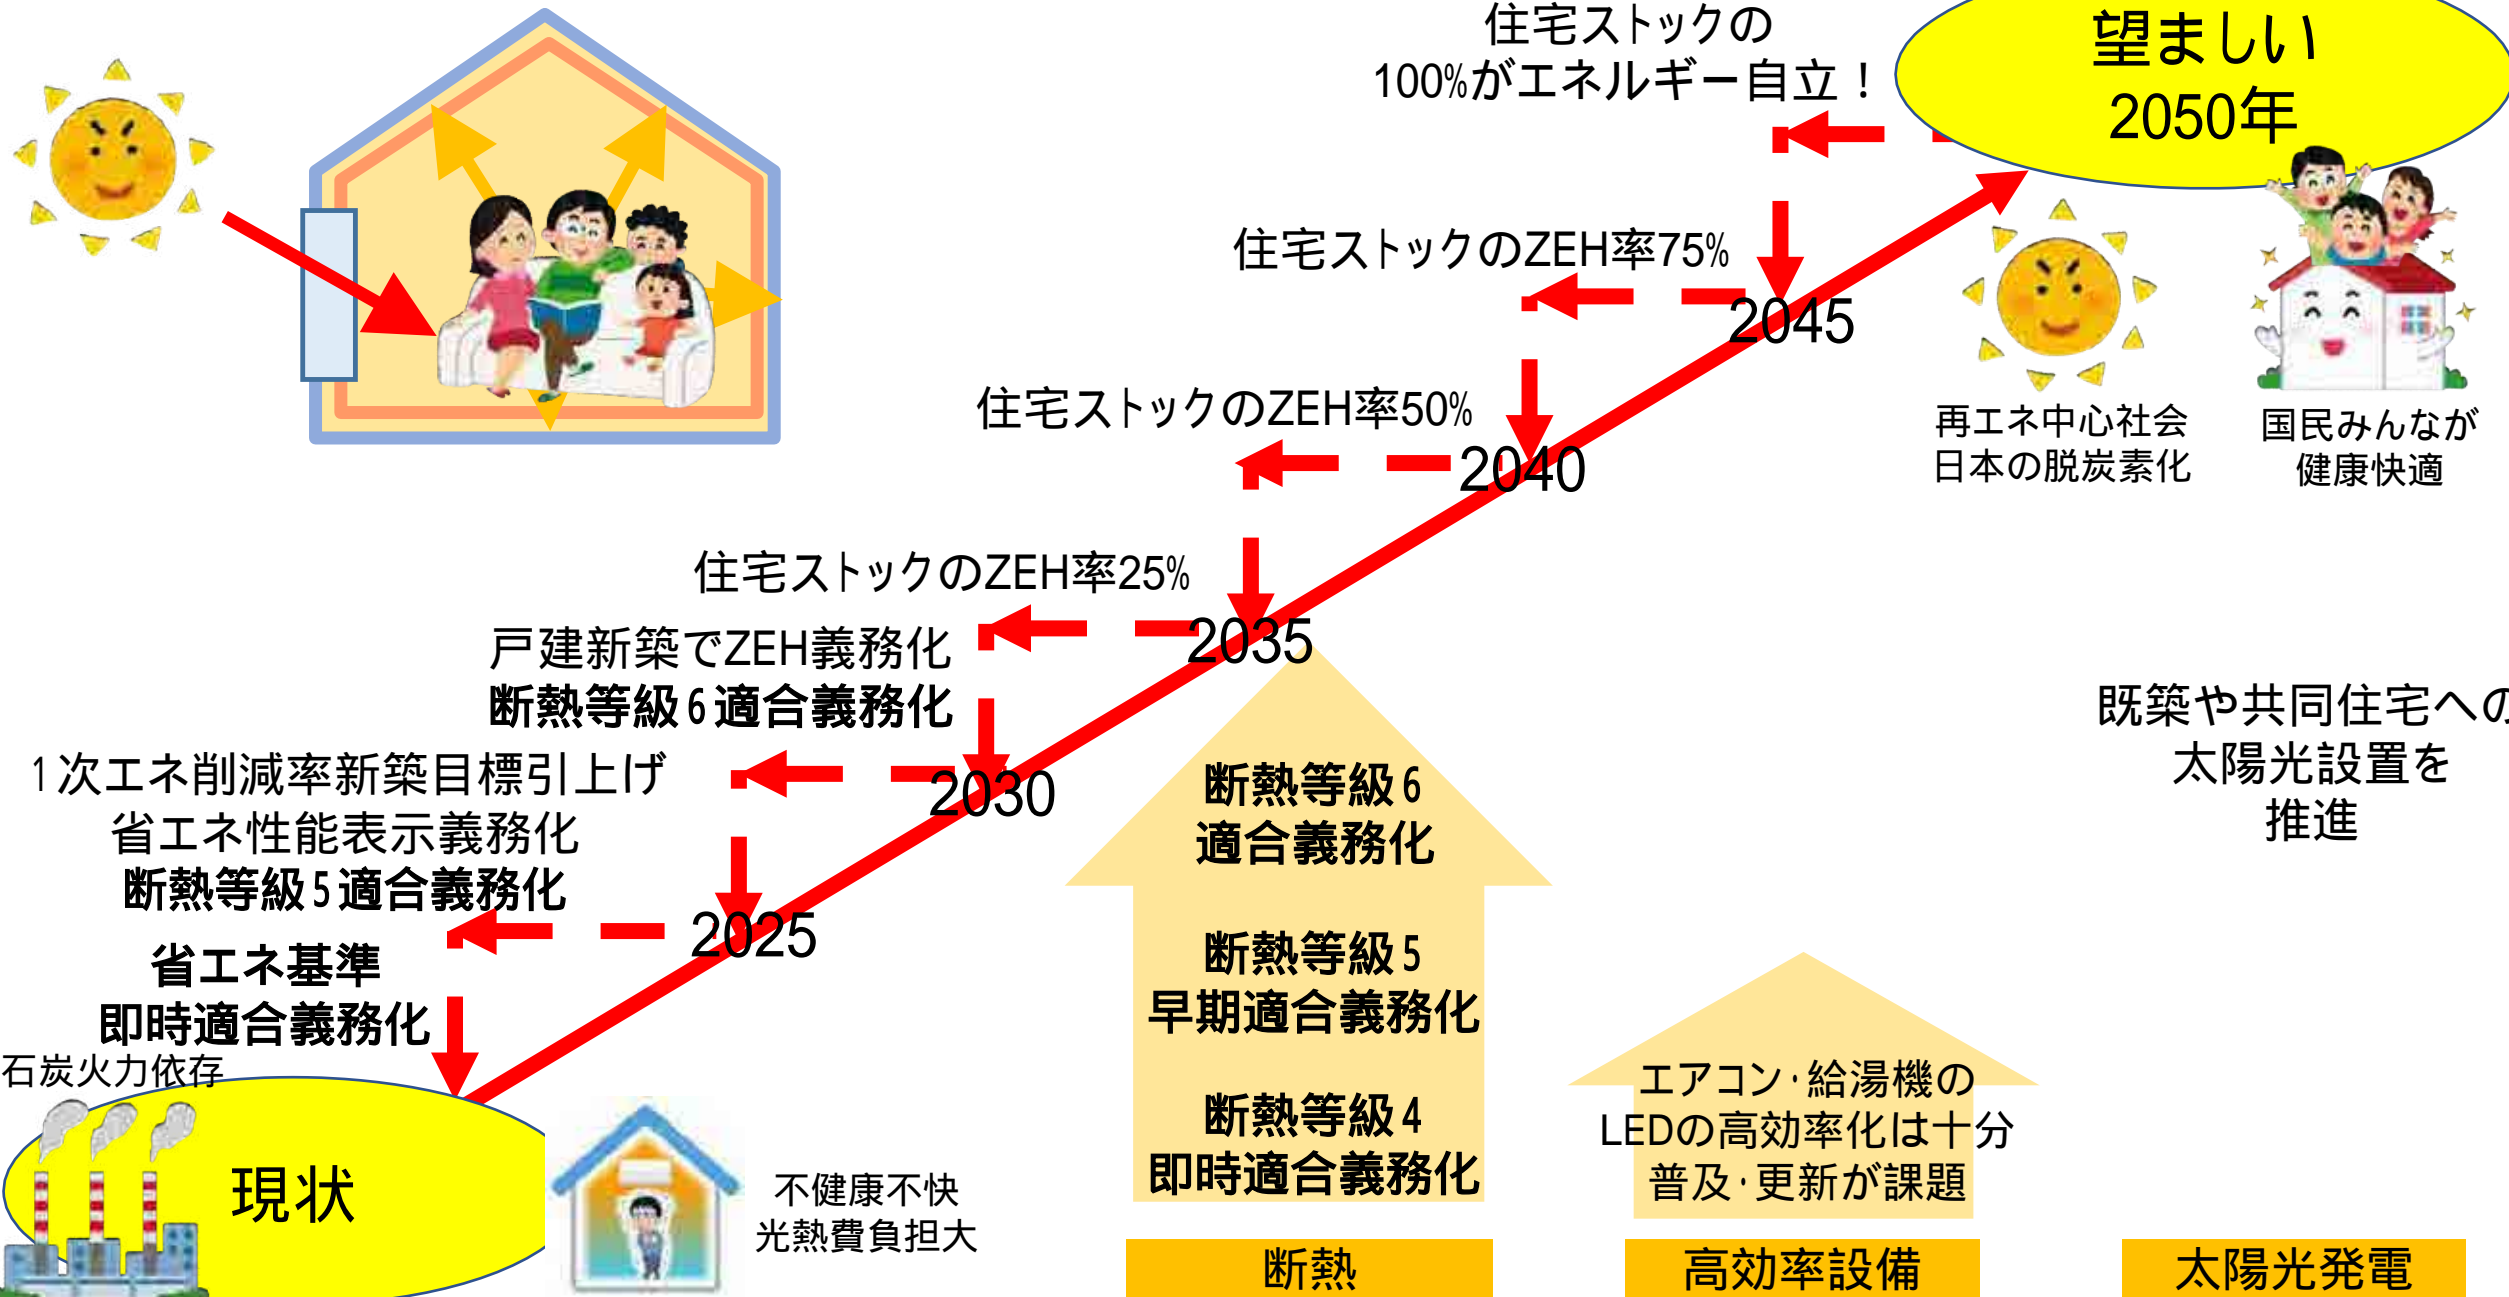 住宅ストックの
100%がエネルギー自立！
望ましい
2050年
住宅ストックのZEH率75%
2045
住宅ストックのZEH率50%
2040
再エネ中心社会
日本の脱炭素化
国民みんなが
健康快適
住宅ストックのZEH率25%
2035
戸建新築でZEH義務化
断熱等級6適合義務化
2030
1次エネ削減率新築目標引上げ
省エネ性能表示義務化
断熱等級5適合義務化
2025
省エネ基準
即時適合義務化
石炭火力依存
現状
不健康不快
光熱費負担大
断熱等級6
適合義務化
断熱等級5
早期適合義務化
断熱等級4
即時適合義務化
断熱
エアコン・給湯機の
LEDの高効率化は十分
普及・更新が課題
高効率設備
既築や共同住宅への
太陽光設置を
推進
太陽光発電